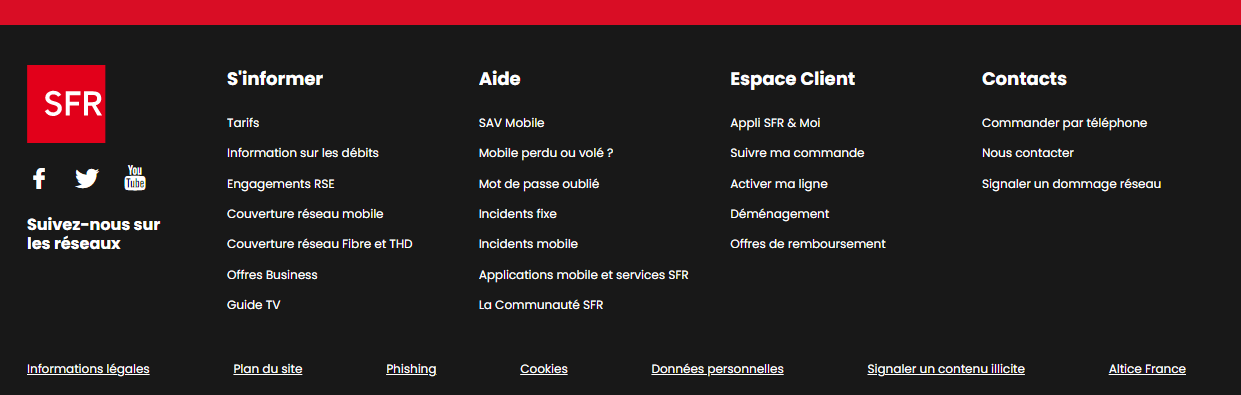 SFR
You
Tube
Suivez-nous sur
les réseaux
S'informer
Tarifs
Information sur les débits
Engagements RSE
Couverture réseau mobile
Couverture réseau Fibre et THD
Offres Business
Guide TV
Aide
SAV Mobile
Mobile perdu ou volé ?
Mot de passe oublié
Incidents fixe
Incidents mobile
Applications mobile et services SFR
La Communauté SFR
Espace Client
Appli SFR & Moi
Suivre ma commande
Activer ma ligne
Déménagement
Offres de remboursement
Contacts
Commander par téléphone
Nous contacter
Signaler un dommage réseau
Informations légales
Plan du site
Phishing
Cookies
Données personnelles
Signaler un contenu illicite
Altice France